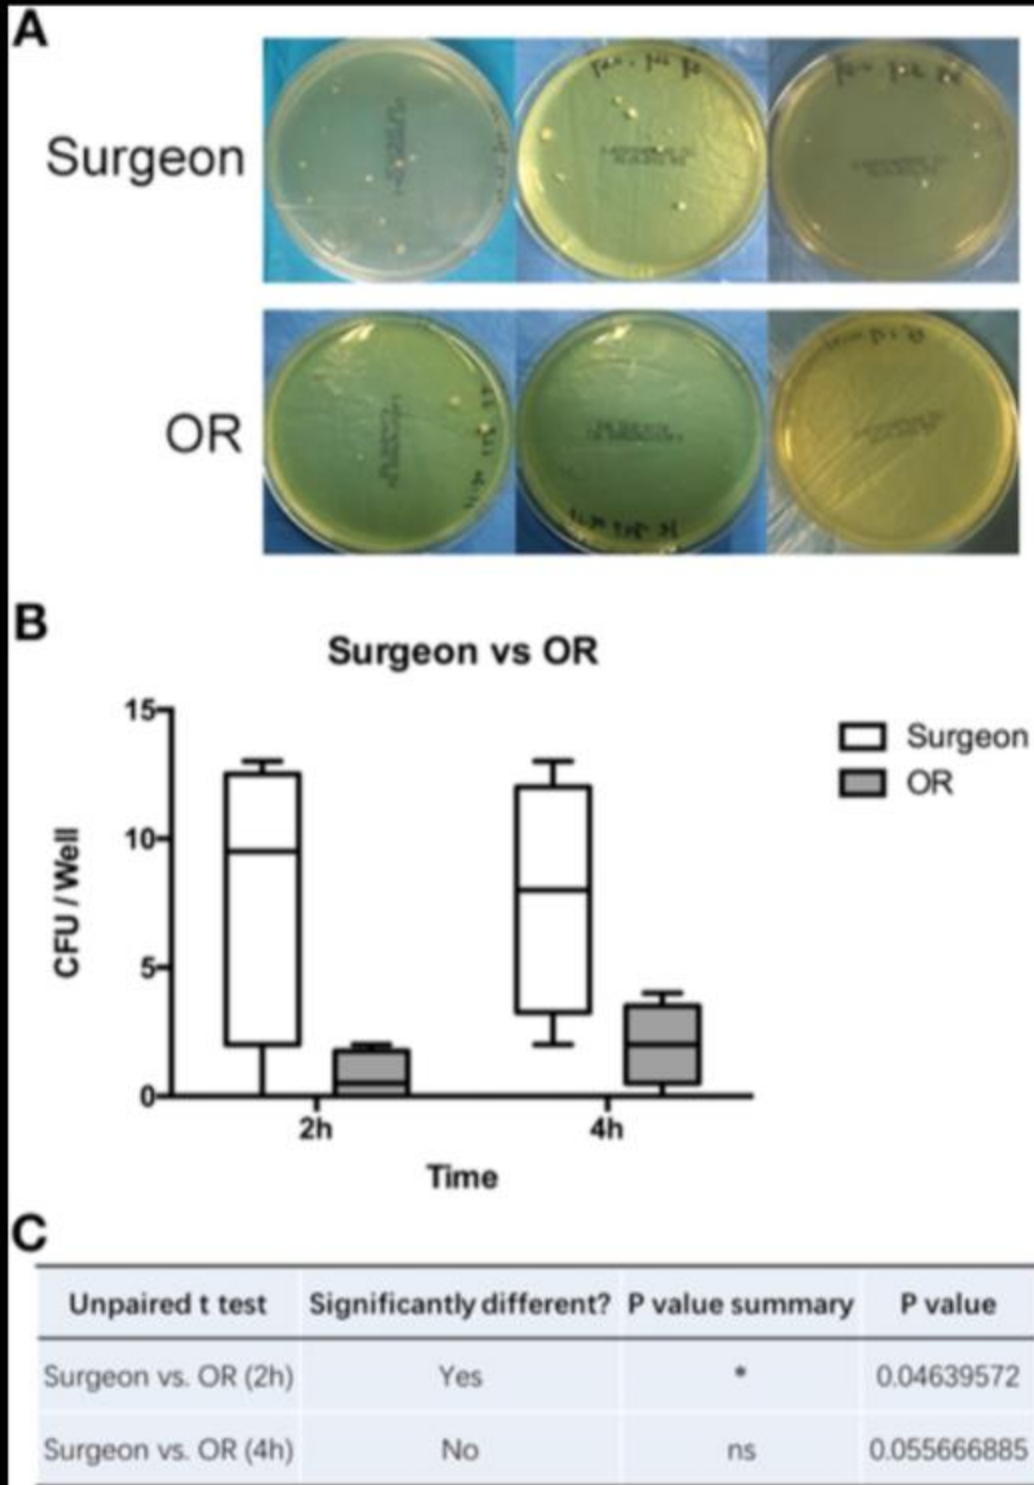 A
Surgeon
OR
B
Surgeon vs OR
15
10
5
0
CFU / Well
2h
4h
Time
Surgeon
OR
C
Unpaired t test Significantly different? P value summary P value
Surgeon vs. OR (2h) Yes * 0.04639572
Surgeon vs. OR (4h) No ns 0.055666885